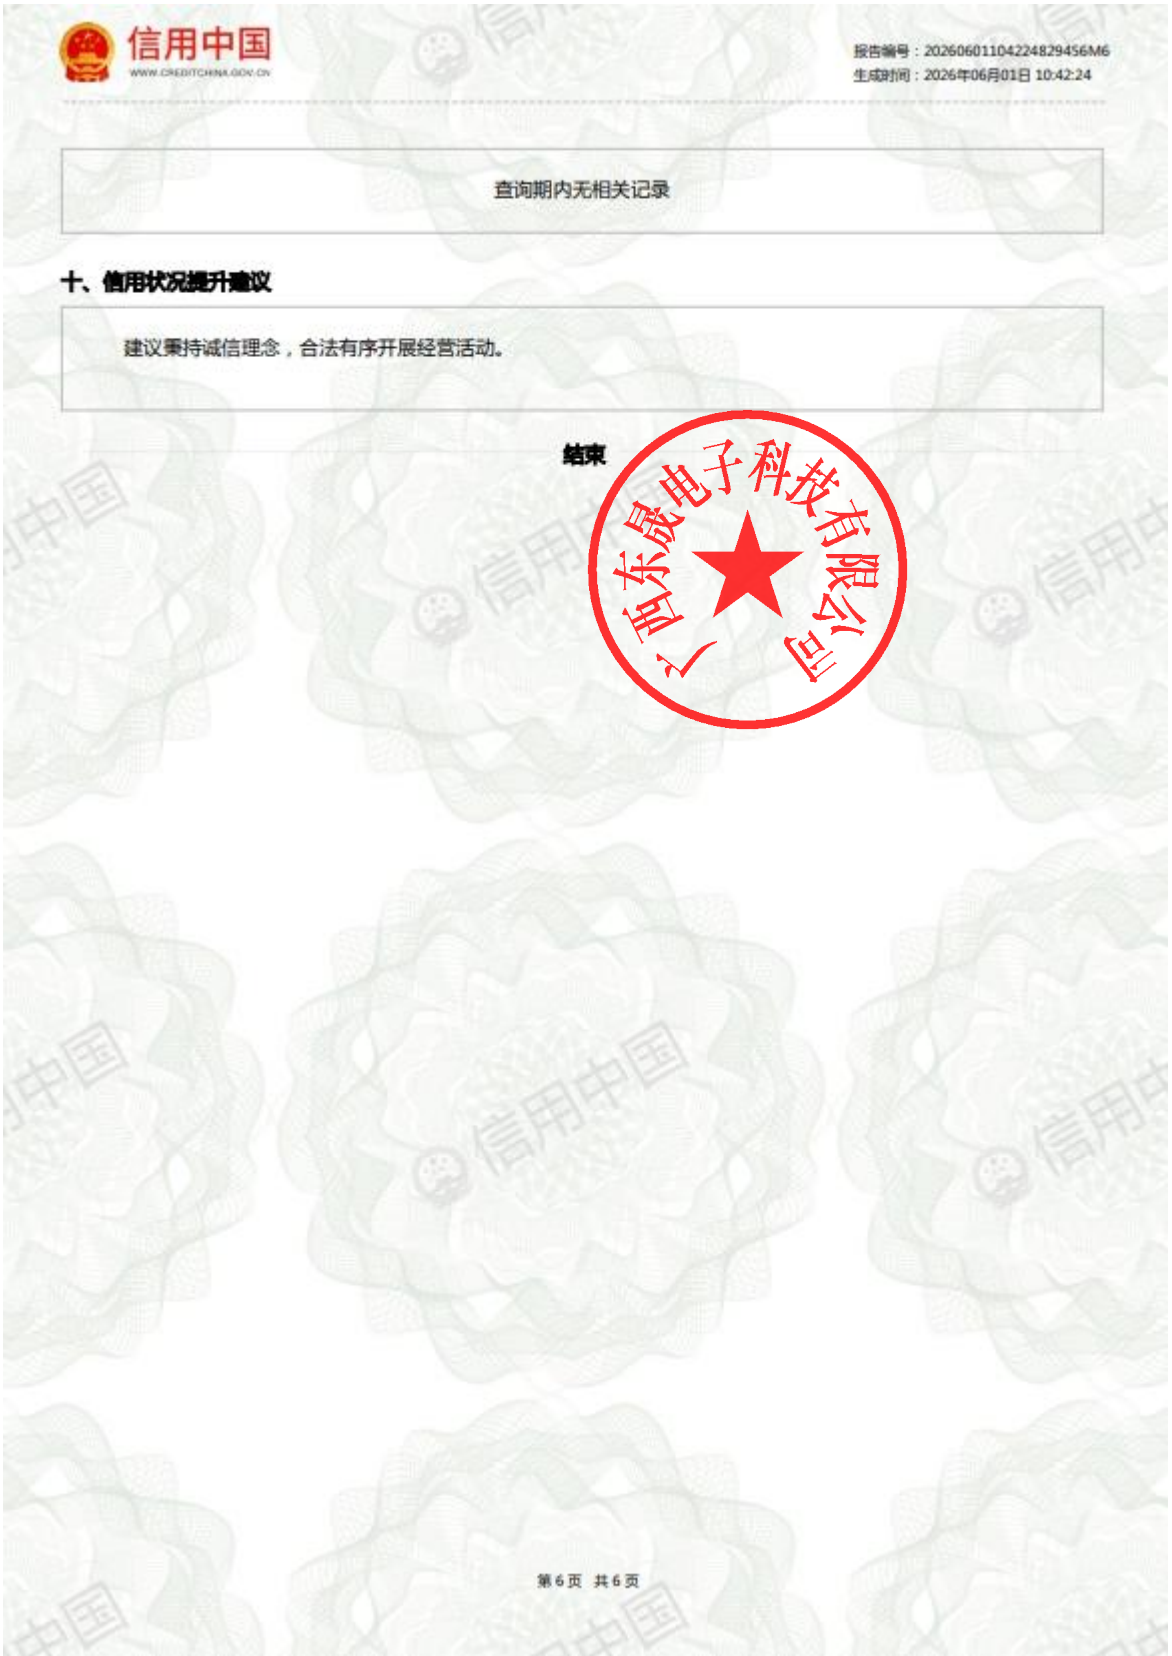 信用中国
WWW.CREDITCHINA.GOV.CN
报告编号：20260601104224829456M6
生成时间：2026年06月01日 10:42:24
查询期内无相关记录
十、信用状况提升建议
建议秉持诚信理念，合法有序开展经营活动。
结束
广西东晟电子科技有限公司
第6页 共6页